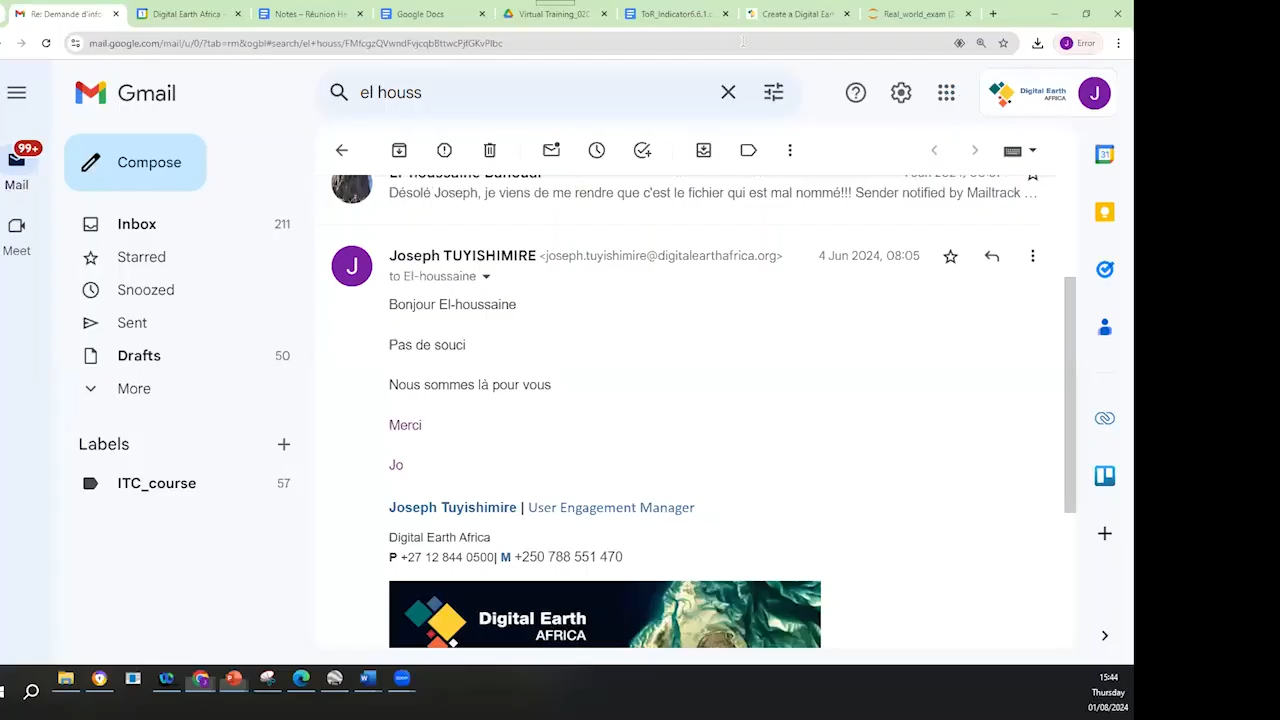 Re: Demande d'info
Digital Earth Africa -
Notes – Réunion He
Google Docs
Virtual Training_02(
ToR_Indicator6.6.1.c
Create a Digital Ear
Real_world_exam (2
mail.google.com/mail/u/0/?tab=rm&ogbl#search/el+houss/FMfcgzQVwndFvjcqbBttwcPjfGKvPlbc
J Error
Gmail
el houss
Digital Earth
AFRICA
J
99+
Mail
Meet
Compose
Inbox 211
Starred
Snoozed
Sent
Drafts 50
More
Labels
ITC_course 57
31
Désolé Joseph, je viens de me rendre que c'est le fichier qui est mal nommé!!! Sender notified by Mailtrack …
J
Joseph TUYISHIMIRE <joseph.tuyishimire@digitalearthafrica.org> 4 Jun 2024, 08:05
to El-houssaine
Bonjour El-houssaine
Pas de souci
Nous sommes là pour vous
Merci
Jo
Joseph Tuyishimire | User Engagement Manager
Digital Earth Africa
P +27 12 844 0500| M +250 788 551 470
Digital Earth
AFRICA
15:44
Thursday
01/08/2024